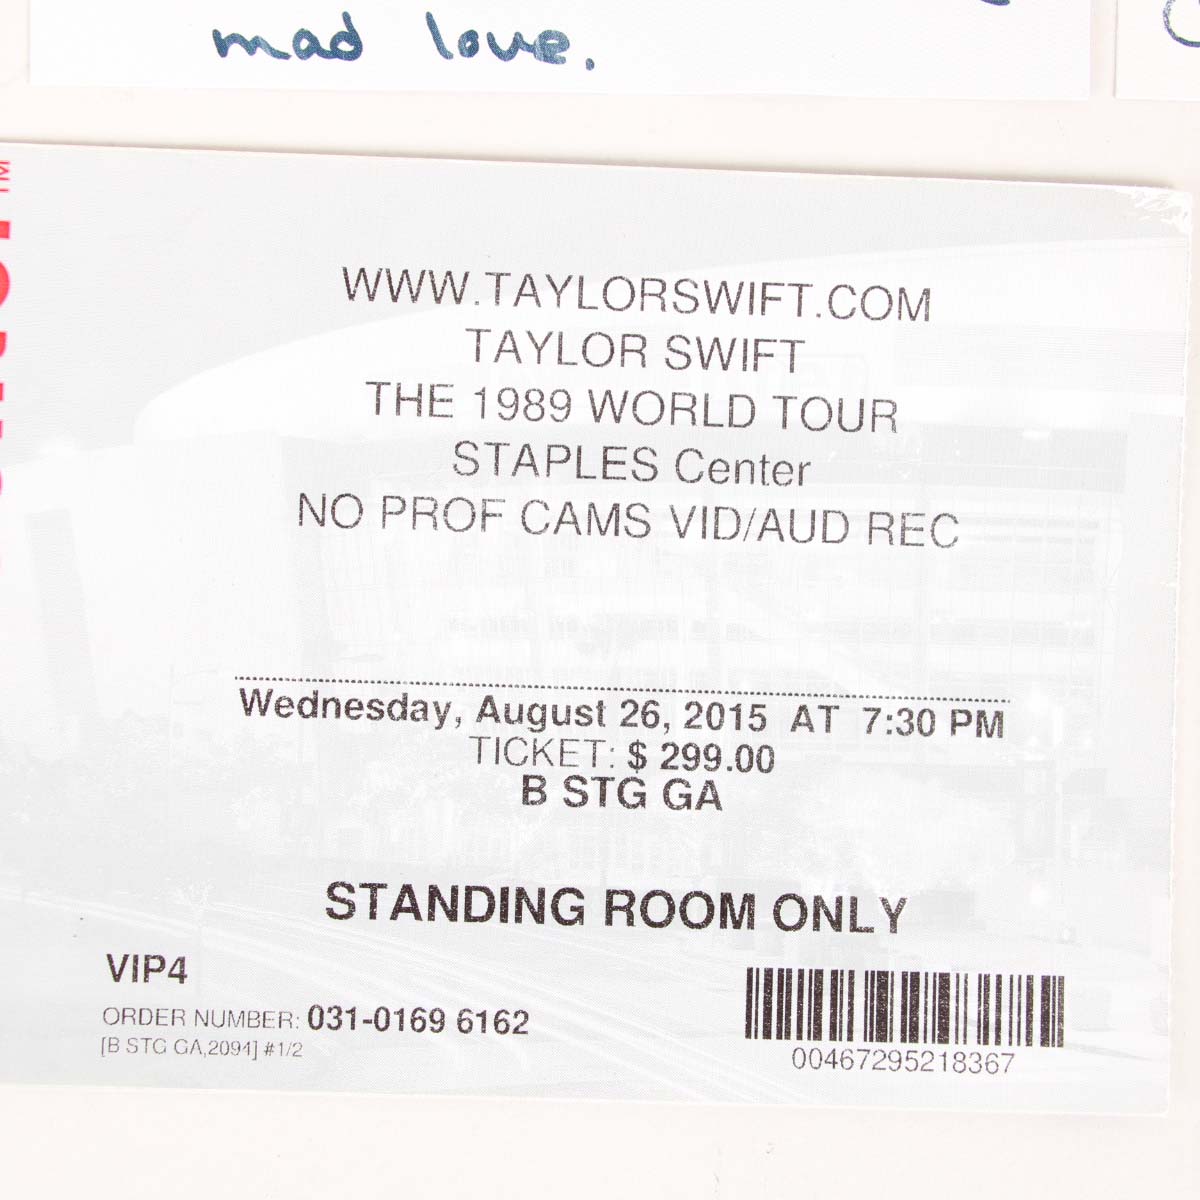 mad love.
WWW.TAYLORSWIFT.COM
TAYLOR SWIFT
THE 1989 WORLD TOUR
STAPLES Center
NO PROF CAMS VID/AUD REC
Wednesday, August 26, 2015 AT 7:30 PM
TICKET: $ 299.00
B STG GA
STANDING ROOM ONLY
VIP4
ORDER NUMBER: 031-0169 6162
[B STG GA,2094] #1/2
00467295218367